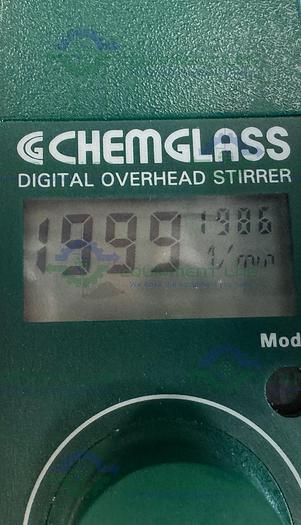 CHEMGLASS
DIGITAL OVERHEAD STIRRER
1999 1986
1/min
Mod